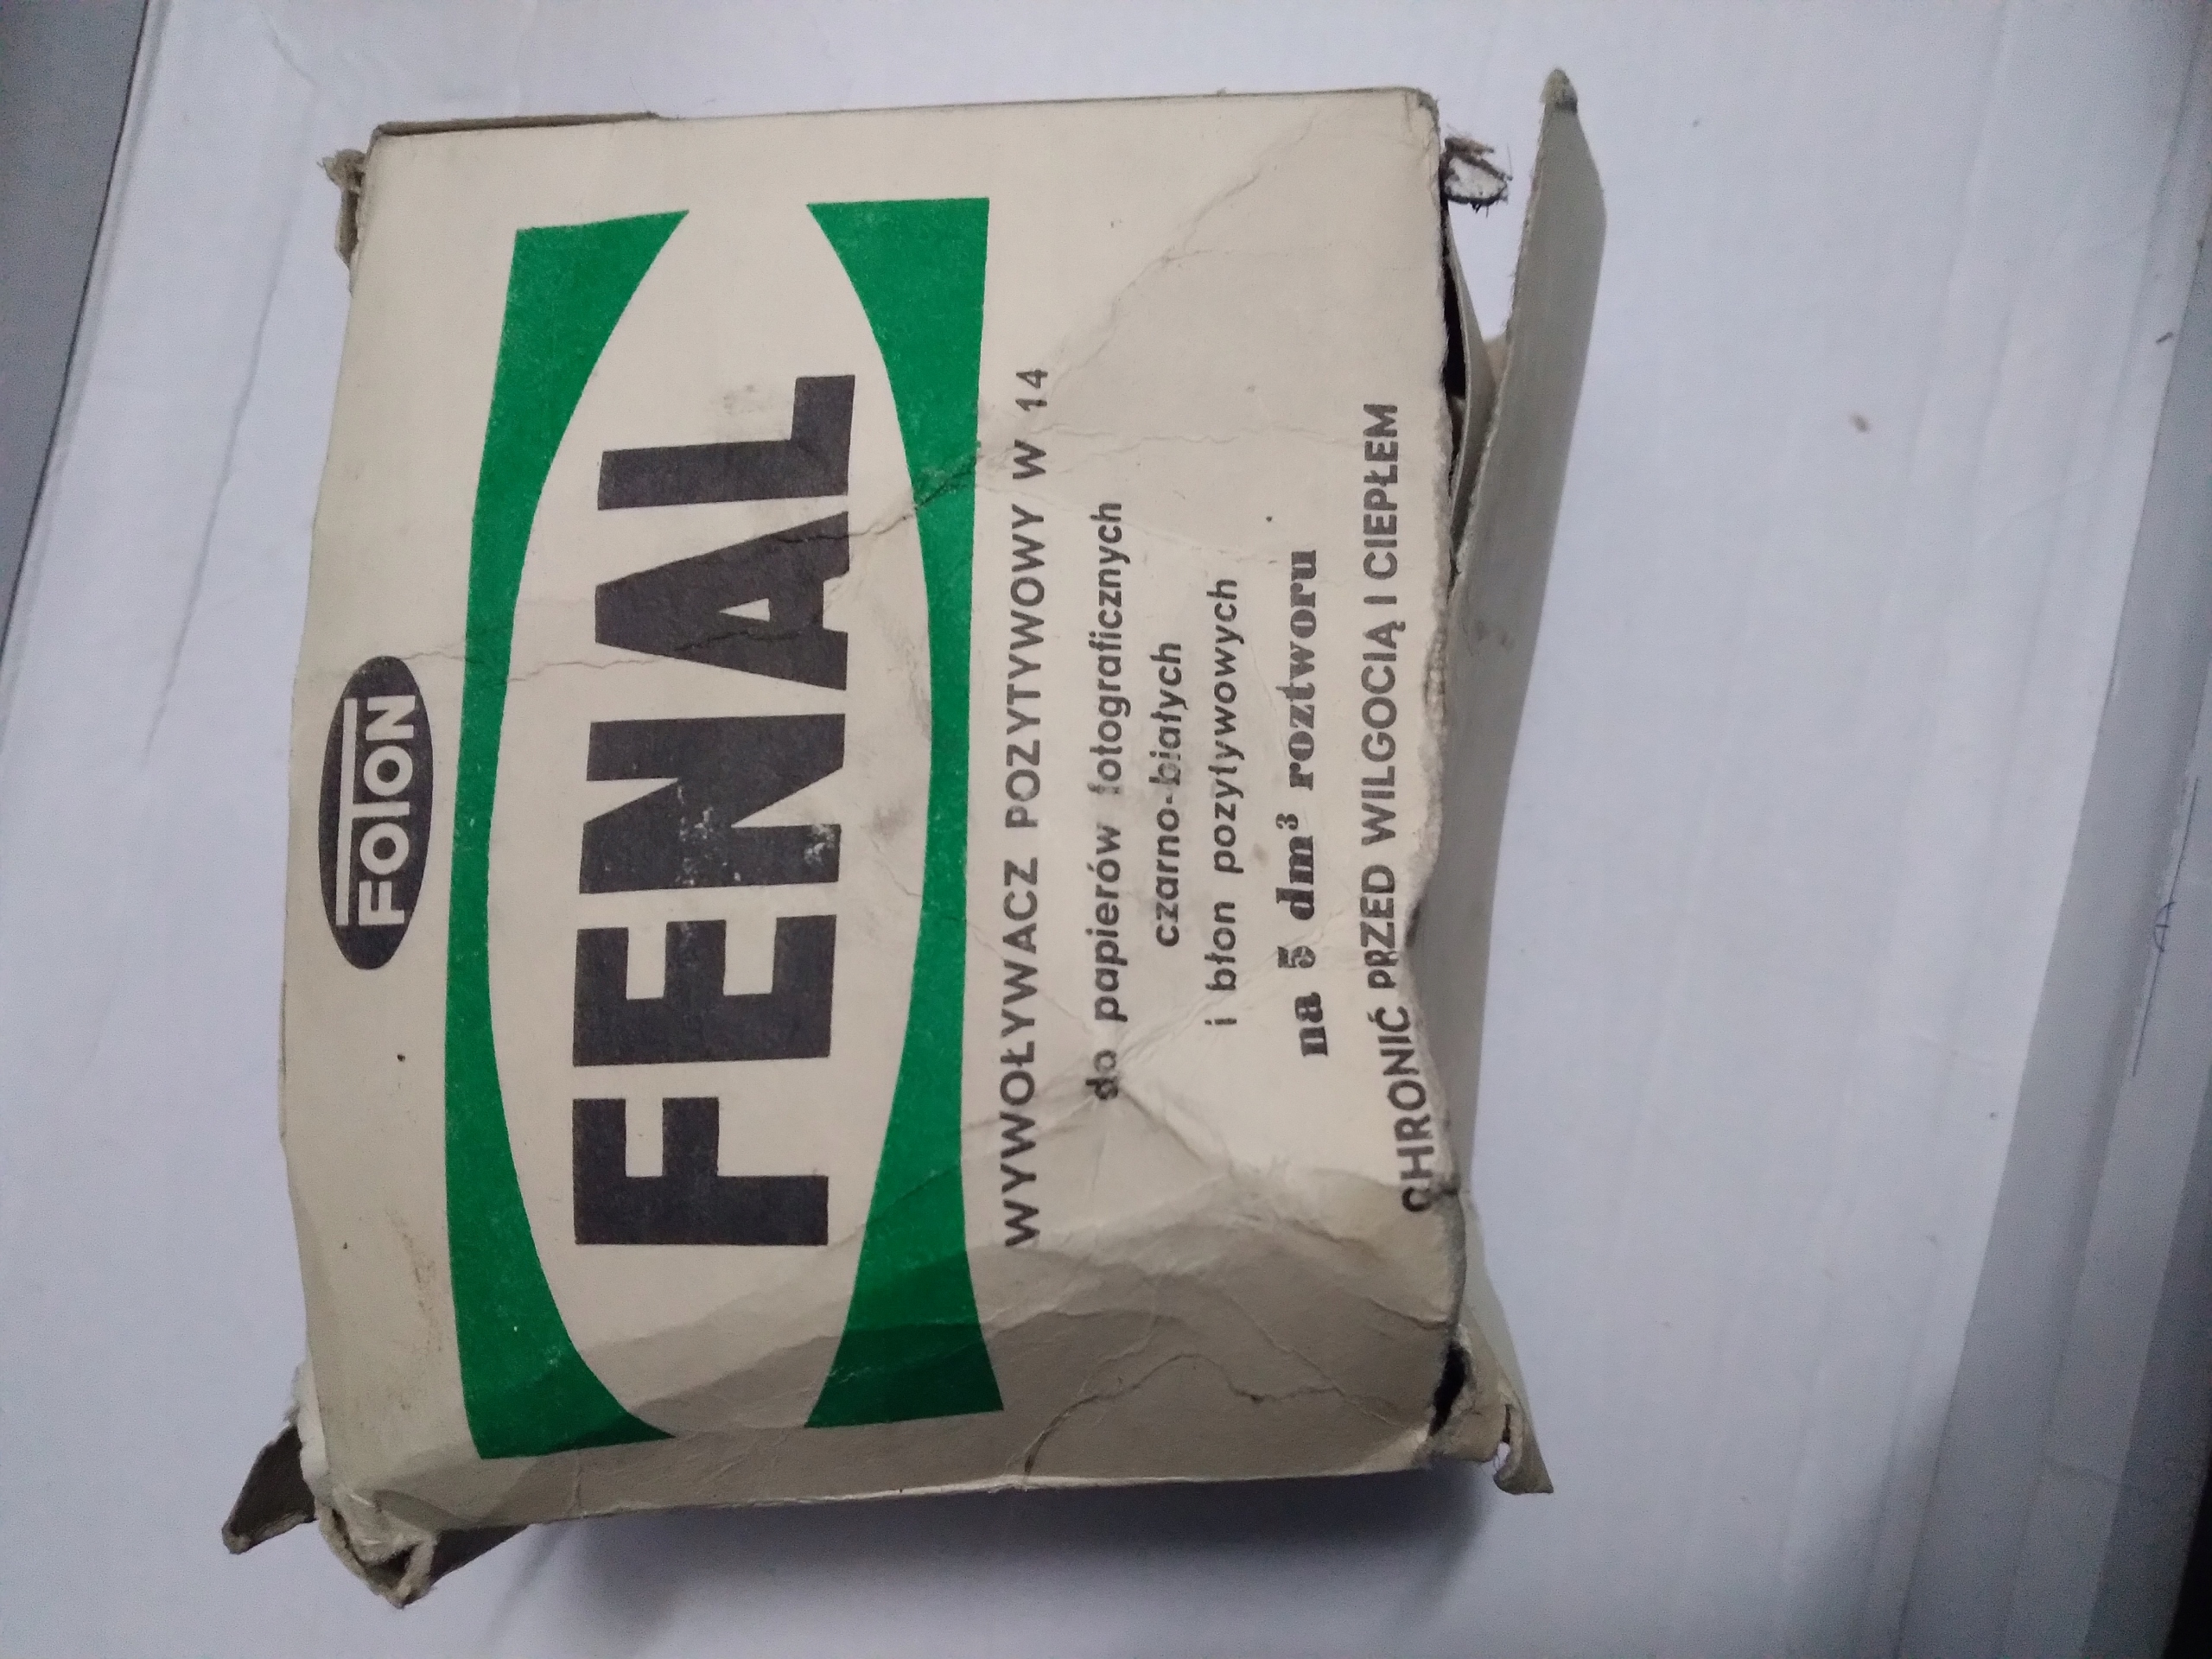 FOTON
FENAL
WYWOŁYWACZ POZYTYWOWY W 14
do papierów fotograficznych
czarno-białych
i błon pozytywowych
na 5 dm³ roztworu
CHRONIĆ PRZED WILGOCIĄ I CIEPŁEM